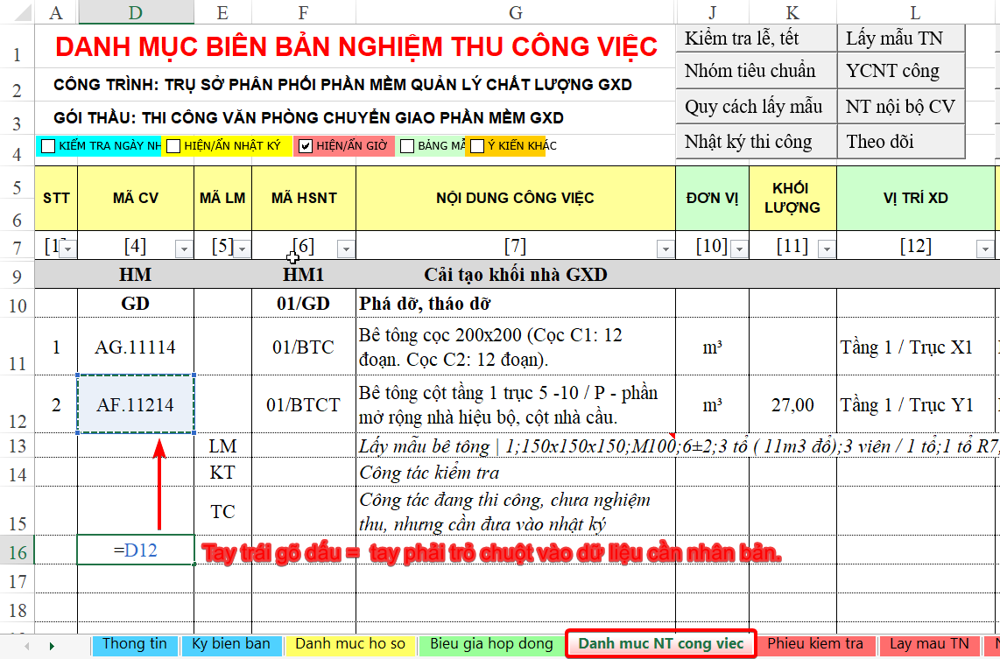 A D E F G J K L
1 DANH MỤC BIÊN BẢN NGHIỆM THU CÔNG VIỆC Kiểm tra lễ, tết Lấy mẫu TN
2 CÔNG TRÌNH: TRỤ SỞ PHÂN PHỐI PHẦN MỀM QUẢN LÝ CHẤT LƯỢNG GXD Nhóm tiêu chuẩn YCNT công
3 GÓI THẦU: THI CÔNG VĂN PHÒNG CHUYỂN GIAO PHẦN MỀM GXD Quy cách lấy mẫu NT nội bộ CV
4 KIỂM TRA NGÀY NH HIỆN/ẨN NHẬT KÝ HIỆN/ẨN GIỜ BẢNG MẪ Ý KIẾN KHÁC Nhật ký thi công Theo dõi
5 STT MÃ CV MÃ LM MÃ HSNT NỘI DUNG CÔNG VIỆC ĐƠN VỊ KHỐI VỊ TRÍ XD
6 LƯỢNG
7 [1] [4] [5] [6] [7] [10] [11] [12]
9 HM HM1 Cải tạo khối nhà GXD
10 GD 01/GD Phá dỡ, tháo dỡ
11 1 AG.11114 01/BTC Bê tông cọc 200x200 (Cọc C1: 12 m³ Tầng 1 / Trục X1
đoạn. Cọc C2: 12 đoạn).
12 2 AF.11214 01/BTCT Bê tông cột tầng 1 trục 5 -10 / P - phần m³ 27,00 Tầng 1 / Trục Y1
mở rộng nhà hiệu bộ, cột nhà cầu.
13 LM Lấy mẫu bê tông | 1;150x150x150;M100;6±2;3 tổ ( 11m3 đổ);3 viên / 1 tổ;1 tổ R7,
14 KT Công tác kiểm tra
15 TC Công tác đang thi công, chưa nghiệm
thu, nhưng cần đưa vào nhật ký
16 =D12 Tay trái gõ dấu = tay phải trỏ chuột vào dữ liệu cần nhân bản.
17
18
Thong tin Ky bien ban Danh muc ho so Bieu gia hop dong Danh muc NT cong viec Phieu kiem tra Lay mau TN